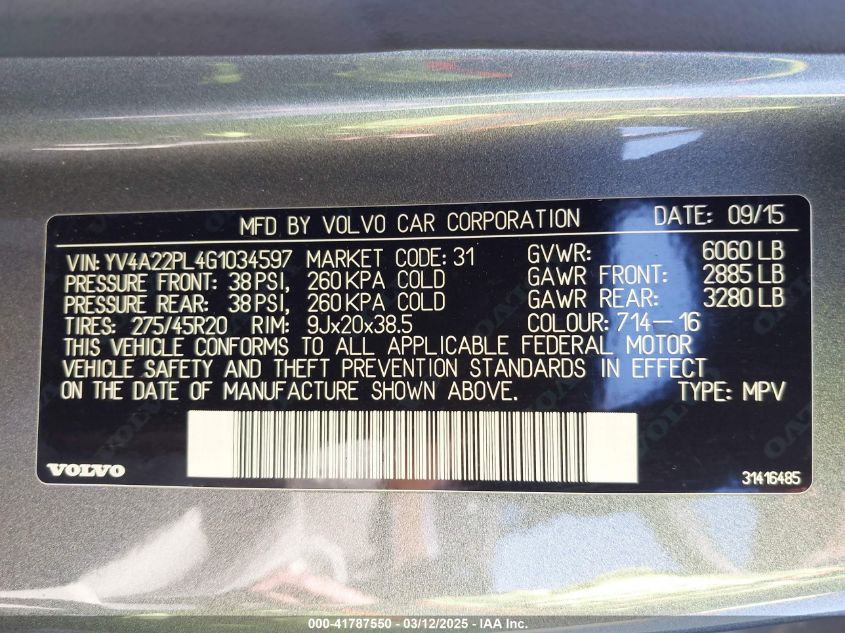 MFD BY VOLVO CAR CORPORATION DATE: 09/15
VIN: YV4A22PL4G1034597 MARKET CODE: 31 GVWR: 6060 LB
PRESSURE FRONT: 38 PSI, 260 KPA COLD GAWR FRONT: 2885 LB
PRESSURE REAR: 38 PSI, 260 KPA COLD GAWR REAR: 3280 LB
TIRES: 275/45R20 RIM: 9Jx20x38.5 COLOUR: 714-16
THIS VEHICLE CONFORMS TO ALL APPLICABLE FEDERAL MOTOR
VEHICLE SAFETY AND THEFT PREVENTION STANDARDS IN EFFECT
ON THE DATE OF MANUFACTURE SHOWN ABOVE. TYPE: MPV
VOLVO 31416485
000-41787550 - 03/12/2025 - IAA Inc.